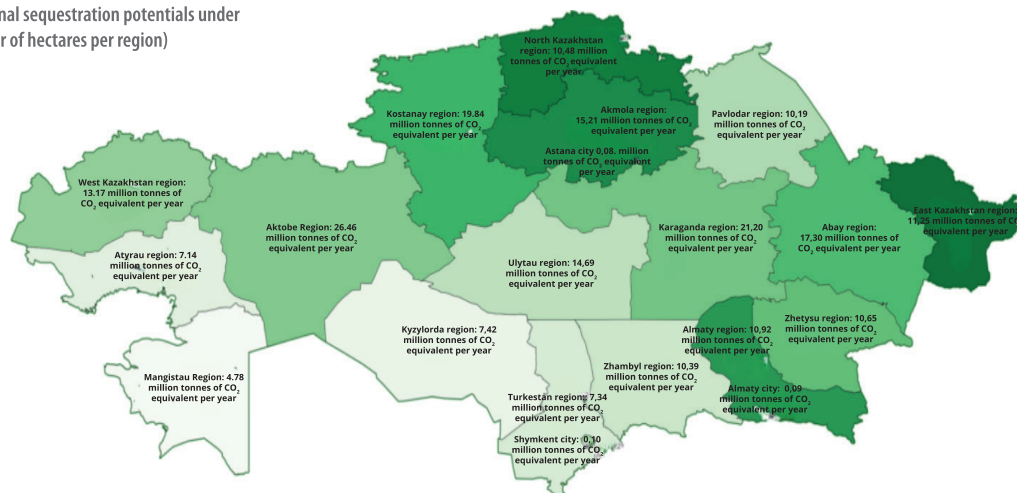 nal sequestration potentials under
r of hectares per region)
North Kazakhstan
region: 10,48 million
tonnes of CO₂ equivalent
per year
Kostanay region: 19.84
million tonnes of CO₂
equivalent per year
Akmola region:
15,21 million tonnes of CO₂
equivalent per year
Pavlodar region: 10,19
million tonnes of CO₂
equivalent per year
Astana city 0,08. million
tonnes of CO₂ equivalent
per year
West Kazakhstan region:
13.17 million tonnes of
CO₂ equivalent per year
Aktobe Region: 26.46
million tonnes of CO₂
equivalent per year
Karaganda region: 21,20
million tonnes of CO₂
equivalent per year
Abay region:
17,30 million tonnes of
CO₂ equivalent per year
East Kazakhstan region:
11,25 million tonnes of CO
equivalent per year
Atyrau region: 7.14
million tonnes of CO₂
equivalent per year
Ulytau region: 14,69
million tonnes of CO₂
equivalent per year
Kyzylorda region: 7,42
million tonnes of CO₂
equivalent per year
Almaty region: 10,92
million tonnes of CO₂
equivalent per year
Zhetysu region: 10,65
million tonnes of CO₂
equivalent per year
Mangistau Region: 4.78
million tonnes of CO₂
equivalent per year
Zhambyl region: 10,39
million tonnes of CO₂
equivalent per year
Almaty city: 0,09
million tonnes of CO₂
equivalent per year
Turkestan region: 7,34
million tonnes of CO₂
equivalent per year
Shymkent city: 0,10
million tonnes of CO₂
equivalent per year